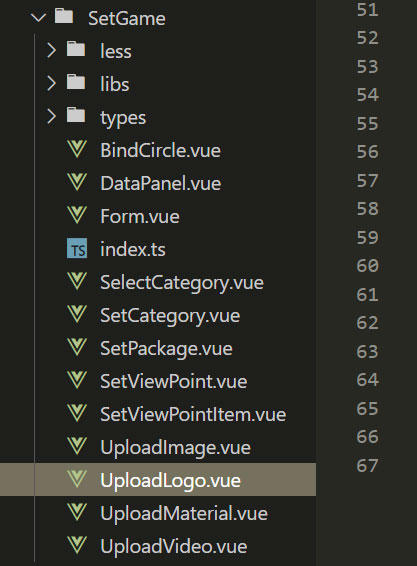 SetGame
less
libs
types
BindCircle.vue
DataPanel.vue
Form.vue
TS index.ts
SelectCategory.vue
SetCategory.vue
SetPackage.vue
SetViewPoint.vue
SetViewPointItem.vue
UploadImage.vue
UploadLogo.vue
UploadMaterial.vue
UploadVideo.vue
51
52
53
54
55
56
57
58
59
60
61
62
63
64
65
66
67